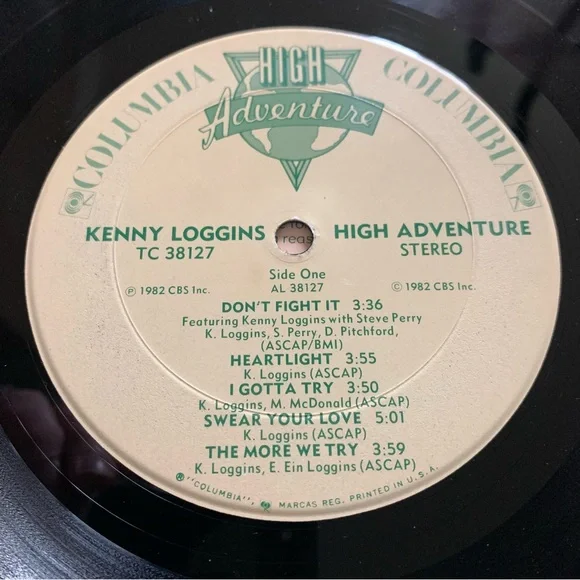 HIGH
Adventure
COLUMBIA
COLUMBIA
KENNY LOGGINS
TC 38127
HIGH ADVENTURE
STEREO
Side One
AL 38127
℗ 1982 CBS Inc.
© 1982 CBS Inc.
DON'T FIGHT IT 3:36
Featuring Kenny Loggins with Steve Perry
K. Loggins, S. Perry, D. Pitchford,
(ASCAP/BMI)
HEARTLIGHT 3:55
K. Loggins (ASCAP)
I GOTTA TRY 3:50
K. Loggins, M. McDonald (ASCAP)
SWEAR YOUR LOVE 5:01
K. Loggins (ASCAP)
THE MORE WE TRY 3:59
K. Loggins, E. Ein Loggins (ASCAP)
® "COLUMBIA", MARCAS REG. PRINTED IN U.S.A.